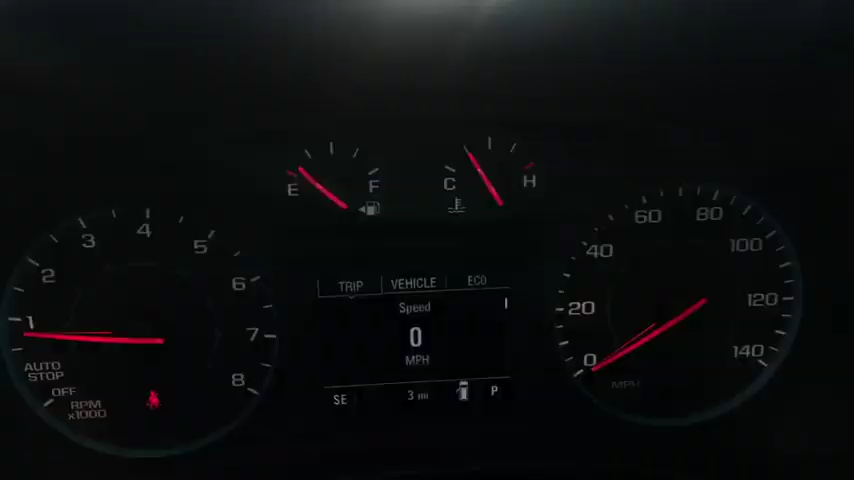 E F
C H
1 2 3 4 5 6 7 8
AUTO
STOP
OFF
RPM
x1000
TRIP VEHICLE ECO
Speed
0
MPH
SE 3 mi P
0 20 40 60 80 100 120 140
MPH